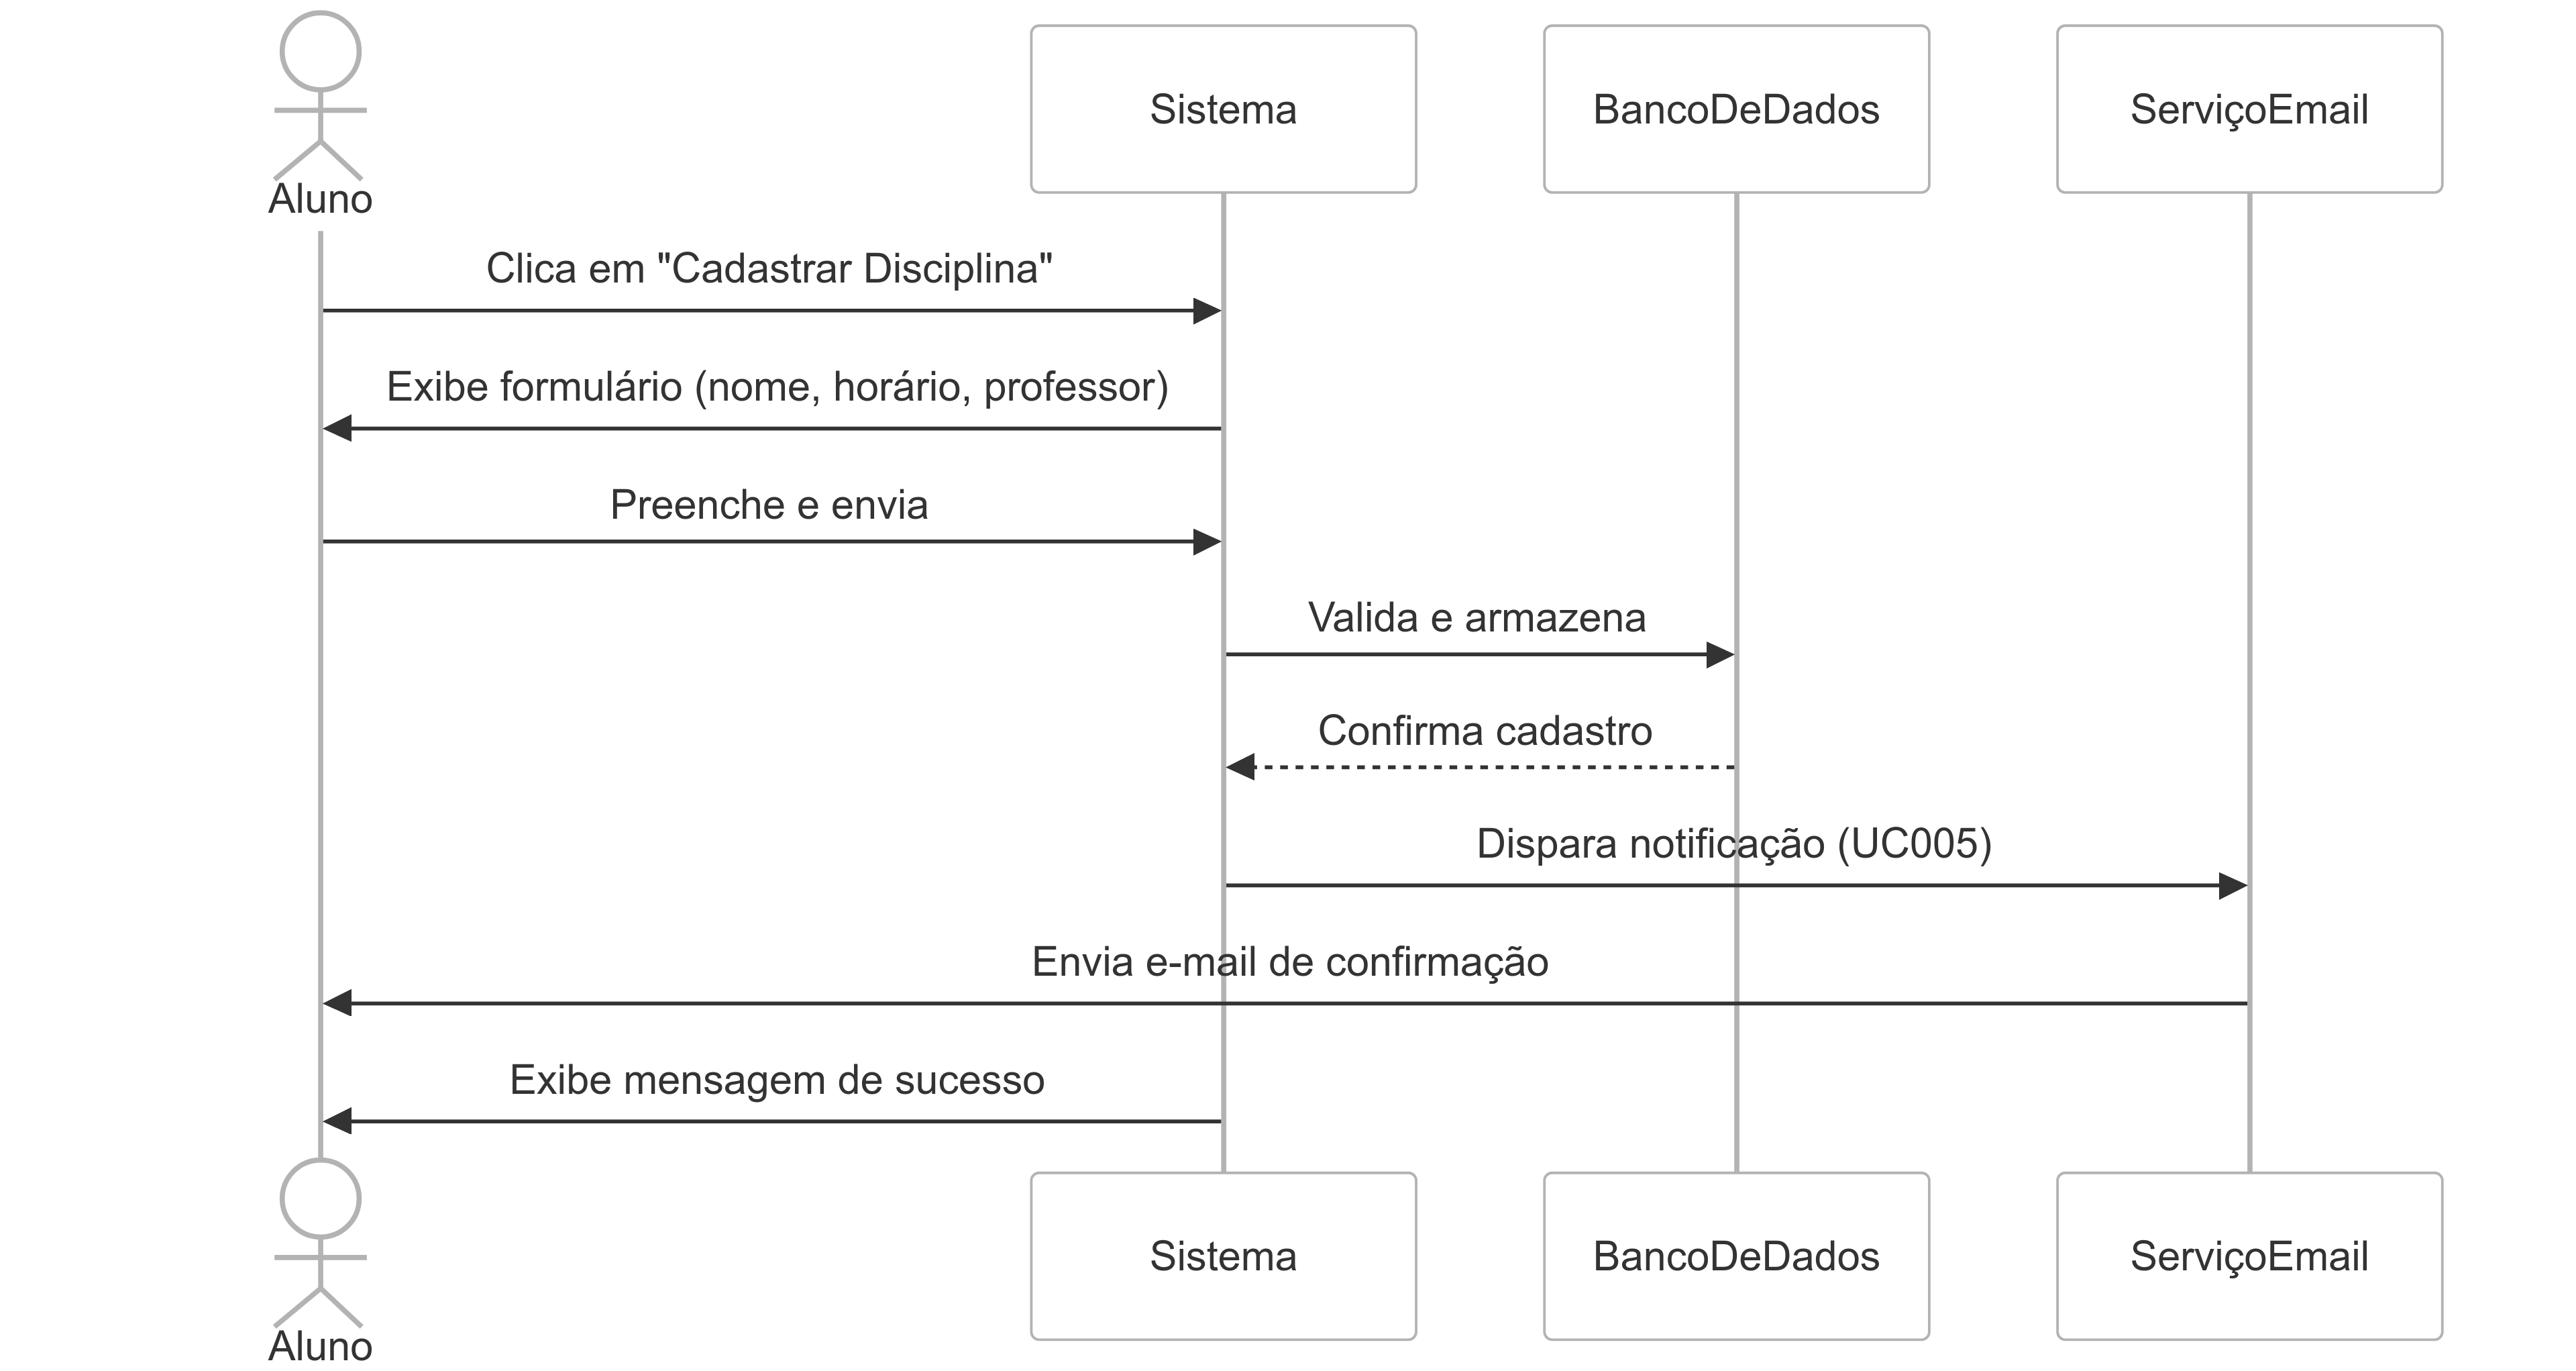 Aluno
Sistema
BancoDeDados
ServiçoEmail
Clica em "Cadastrar Disciplina"
Exibe formulário (nome, horário, professor)
Preenche e envia
Valida e armazena
Confirma cadastro
Dispara notificação (UC005)
Envia e-mail de confirmação
Exibe mensagem de sucesso
Aluno
Sistema
BancoDeDados
ServiçoEmail